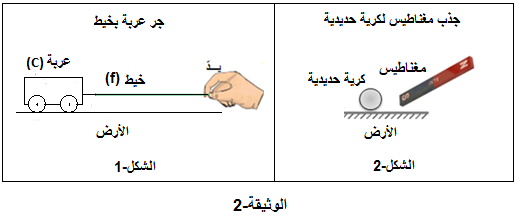 جر عربة بخيط
عربة (C)
خيط (f)
يد
الأرض
الشكل-1
جذب مغناطيس لكرية حديدية
مغناطيس
كرية حديدية
الأرض
الشكل-2
الوثيقة-2